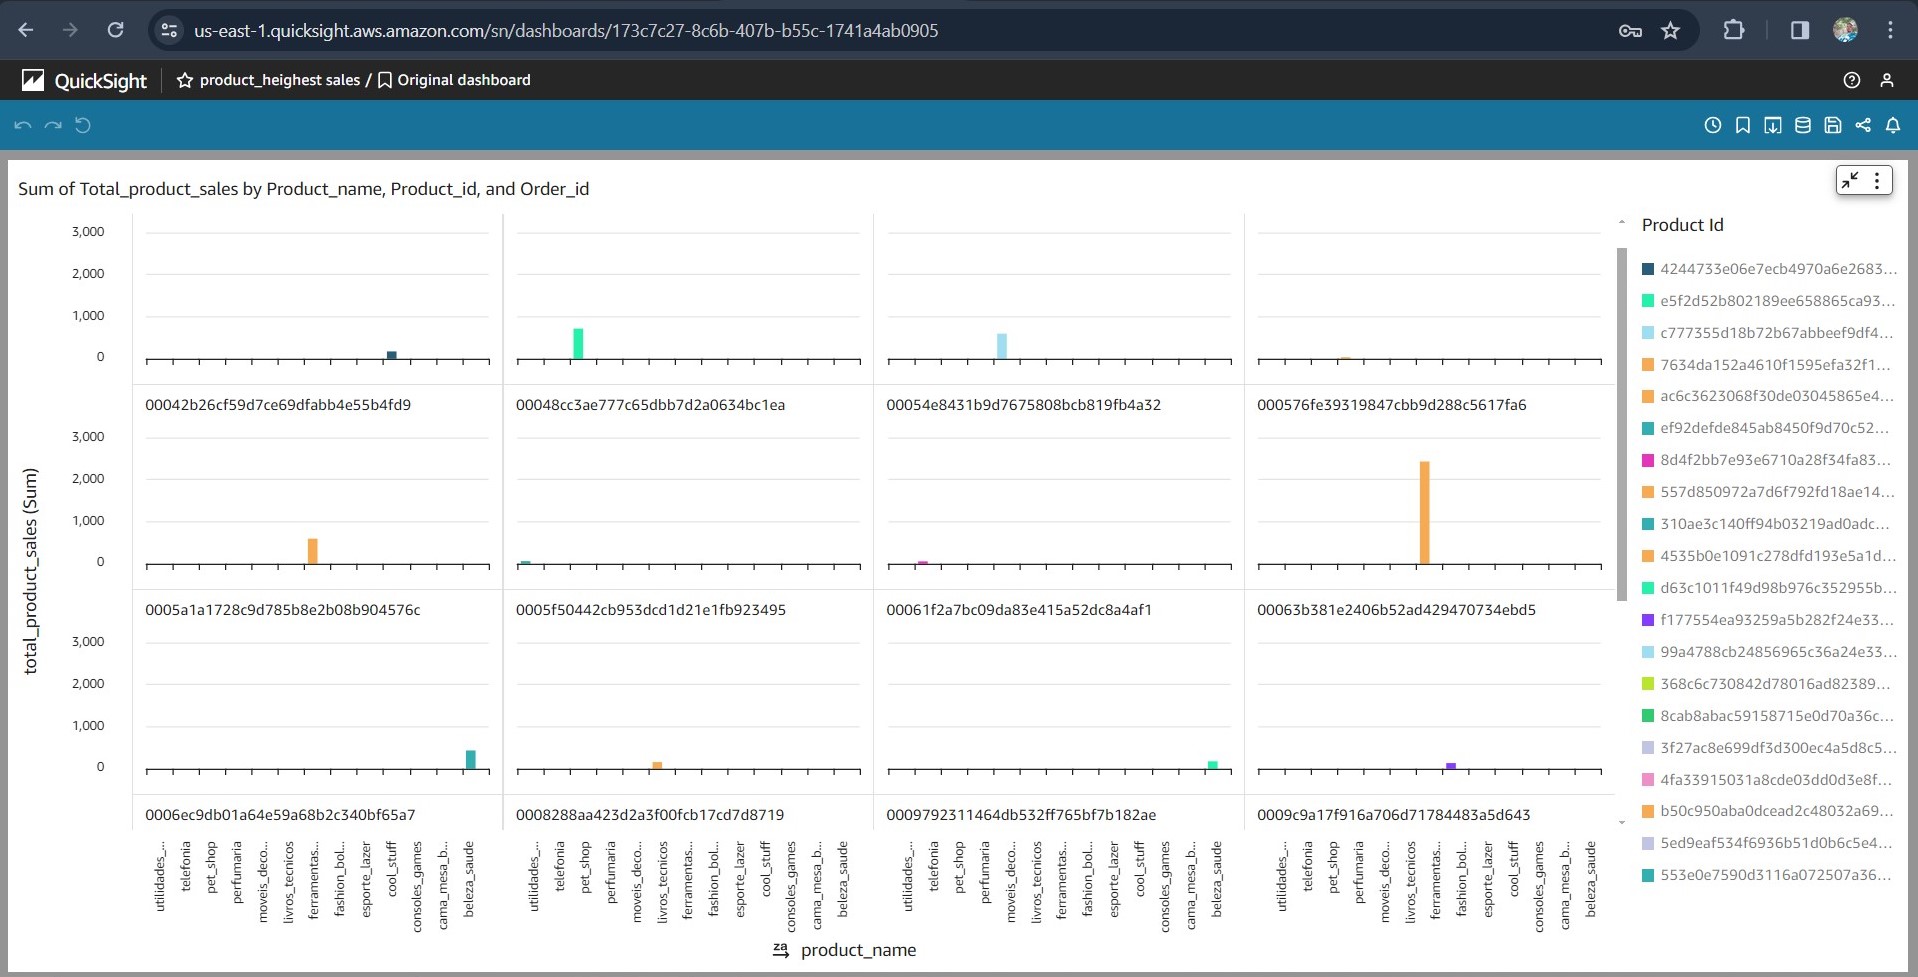 us-east-1.quicksight.aws.amazon.com/sn/dashboards/173c7c27-8c6b-407b-b55c-1741a4ab0905
QuickSight product_heighest sales / Original dashboard
Sum of Total_product_sales by Product_name, Product_id, and Order_id
total_product_sales (Sum)
3,000
2,000
1,000
0
00042b26cf59d7ce69dfabb4e55b4fd9 00048cc3ae777c65dbb7d2a0634bc1ea 00054e8431b9d7675808bcb819fb4a32 000576fe39319847cbb9d288c5617fa6
3,000
2,000
1,000
0
0005a1a1728c9d785b8e2b08b904576c 0005f50442cb953dcd1d21e1fb923495 00061f2a7bc09da83e415a52dc8a4af1 00063b381e2406b52ad429470734ebd5
3,000
2,000
1,000
0
0006ec9db01a64e59a68b2c340bf65a7 0008288aa423d2a3f00fcb17cd7d8719 0009792311464db532ff765bf7b182ae 0009c9a17f916a706d71784483a5d643
utilidades_... telefonia pet_shop perfumaria moveis_deco... livros_tecnicos ferramentas... fashion_bol... esporte_lazer cool_stuff consoles_games cama_mesa_b... beleza_saude
utilidades_... telefonia pet_shop perfumaria moveis_deco... livros_tecnicos ferramentas... fashion_bol... esporte_lazer cool_stuff consoles_games cama_mesa_b... beleza_saude
utilidades_... telefonia pet_shop perfumaria moveis_deco... livros_tecnicos ferramentas... fashion_bol... esporte_lazer cool_stuff consoles_games cama_mesa_b... beleza_saude
utilidades_... telefonia pet_shop perfumaria moveis_deco... livros_tecnicos ferramentas... fashion_bol... esporte_lazer cool_stuff consoles_games cama_mesa_b... beleza_saude
za product_name
Product Id
4244733e06e7ecb4970a6e2683...
e5f2d52b802189ee658865ca93...
c777355d18b72b67abbeef9df4...
7634da152a4610f1595efa32f1...
ac6c3623068f30de03045865e4...
ef92defde845ab8450f9d70c52...
8d4f2bb7e93e6710a28f34fa83...
557d850972a7d6f792fd18ae14...
310ae3c140ff94b03219ad0adc...
4535b0e1091c278dfd193e5a1d...
d63c1011f49d98b976c352955b...
f177554ea93259a5b282f24e33...
99a4788cb24856965c36a24e33...
368c6c730842d78016ad82389...
8cab8abac59158715e0d70a36c...
3f27ac8e699df3d300ec4a5d8c5...
4fa33915031a8cde03dd0d3e8f...
b50c950aba0dcead2c48032a69...
5ed9eaf534f6936b51d0b6c5e4...
553e0e7590d3116a072507a36...